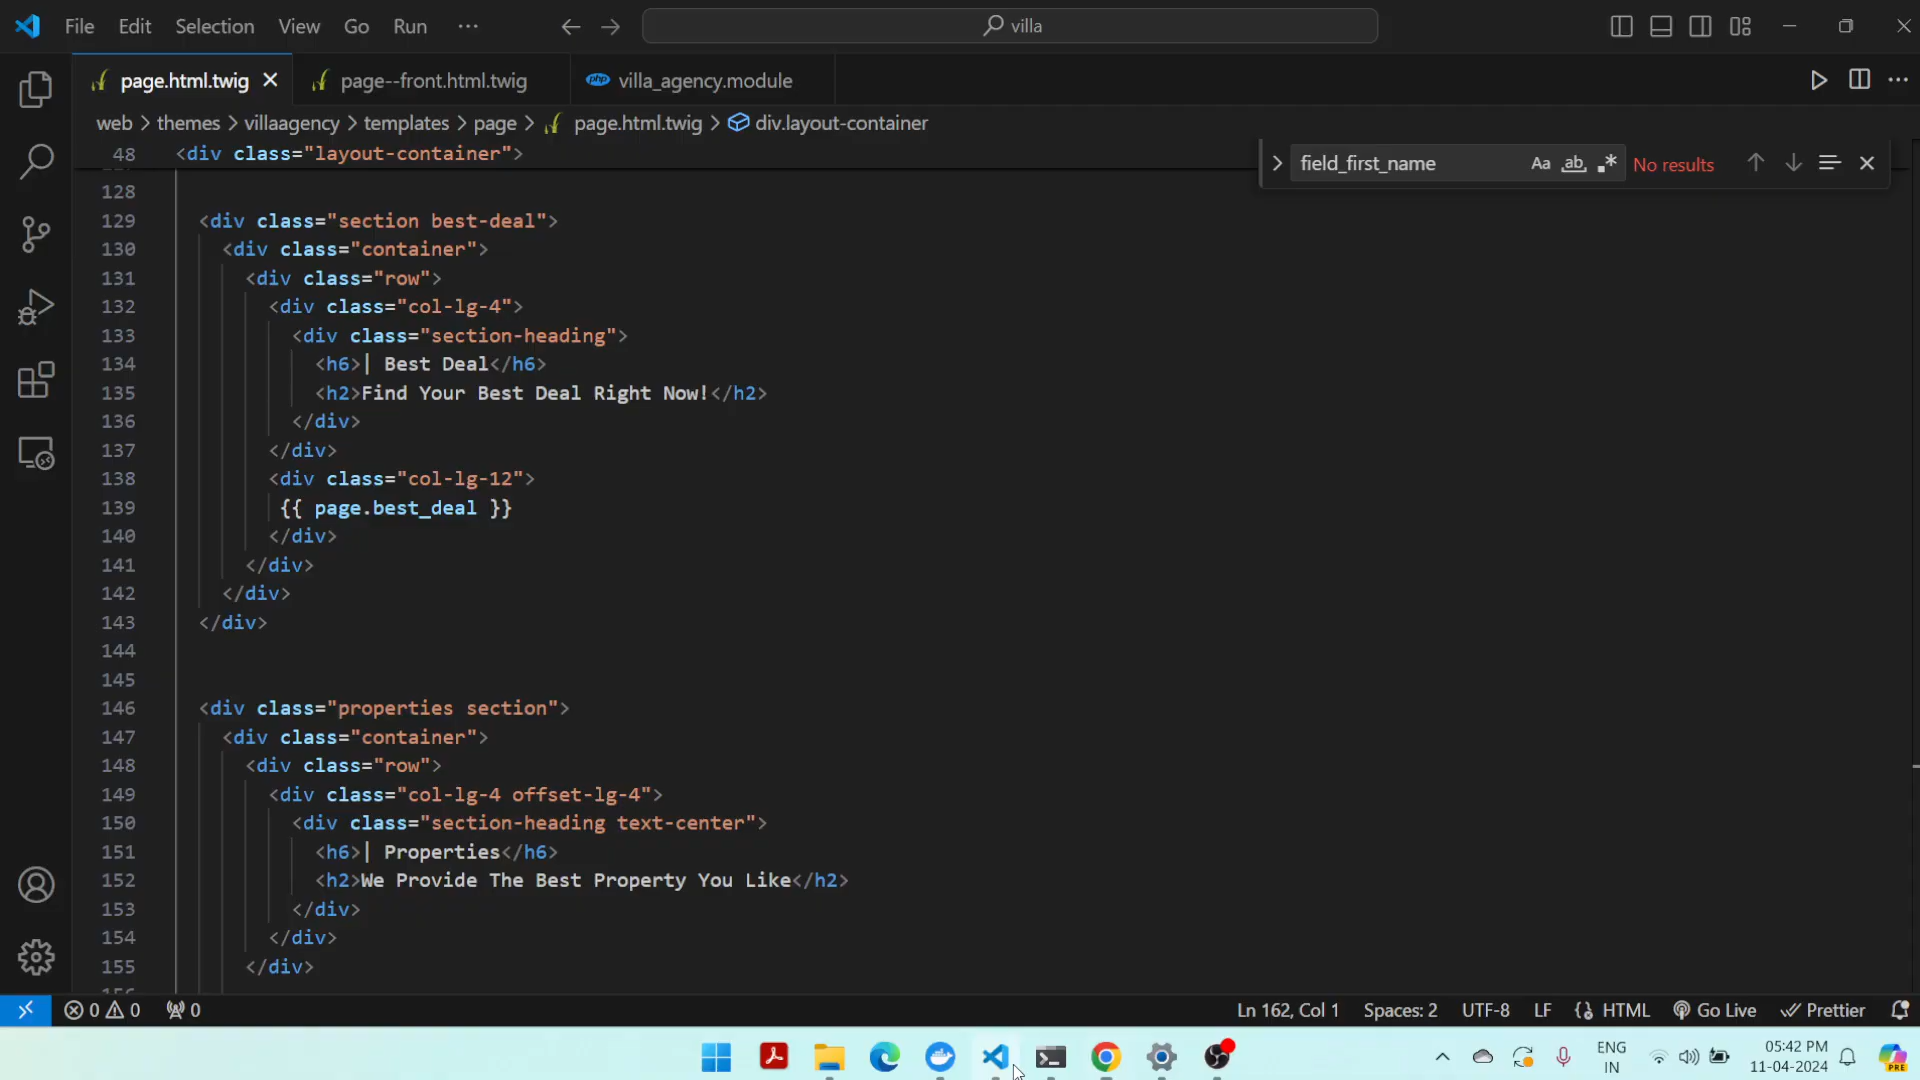 File Edit Selection View Go Run ··· villa
page.html.twig page--front.html.twig php villa_agency.module
web > themes > villaagency > templates > page > page.html.twig > div.layout-container
48 <div class="layout-container">
field_first_name Aa ab No results
128
129 <div class="section best-deal">
130 <div class="container">
131 <div class="row">
132 <div class="col-lg-4">
133 <div class="section-heading">
134 <h6>| Best Deal</h6>
135 <h2>Find Your Best Deal Right Now!</h2>
136 </div>
137 </div>
138 <div class="col-lg-12">
139 {{ page.best_deal }}
140 </div>
141 </div>
142 </div>
143 </div>
144
145
146 <div class="properties section">
147 <div class="container">
148 <div class="row">
149 <div class="col-lg-4 offset-lg-4">
150 <div class="section-heading text-center">
151 <h6>| Properties</h6>
152 <h2>We Provide The Best Property You Like</h2>
153 </div>
154 </div>
155 </div>
0 0 0 Ln 162, Col 1 Spaces: 2 UTF-8 LF HTML Go Live Prettier
ENG 05:42 PM
IN 11-04-2024 PRE